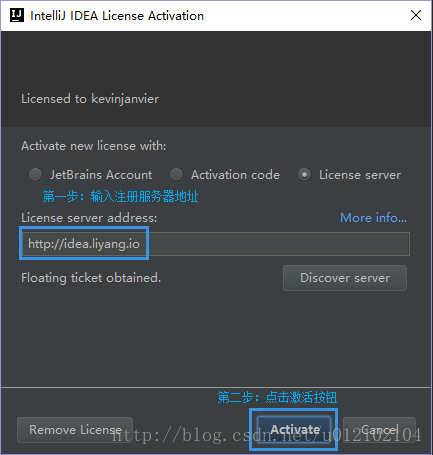 IntelliJ IDEA License Activation
Licensed to kevinjanvier
Activate new license with:
JetBrains Account Activation code License server
第一步：输入注册服务器地址
License server address: More info...
http://idea.liyang.io
Floating ticket obtained. Discover server
第二步：点击激活按钮
Remove License Activate Cancel
http://blog.csdn.net/u012102104